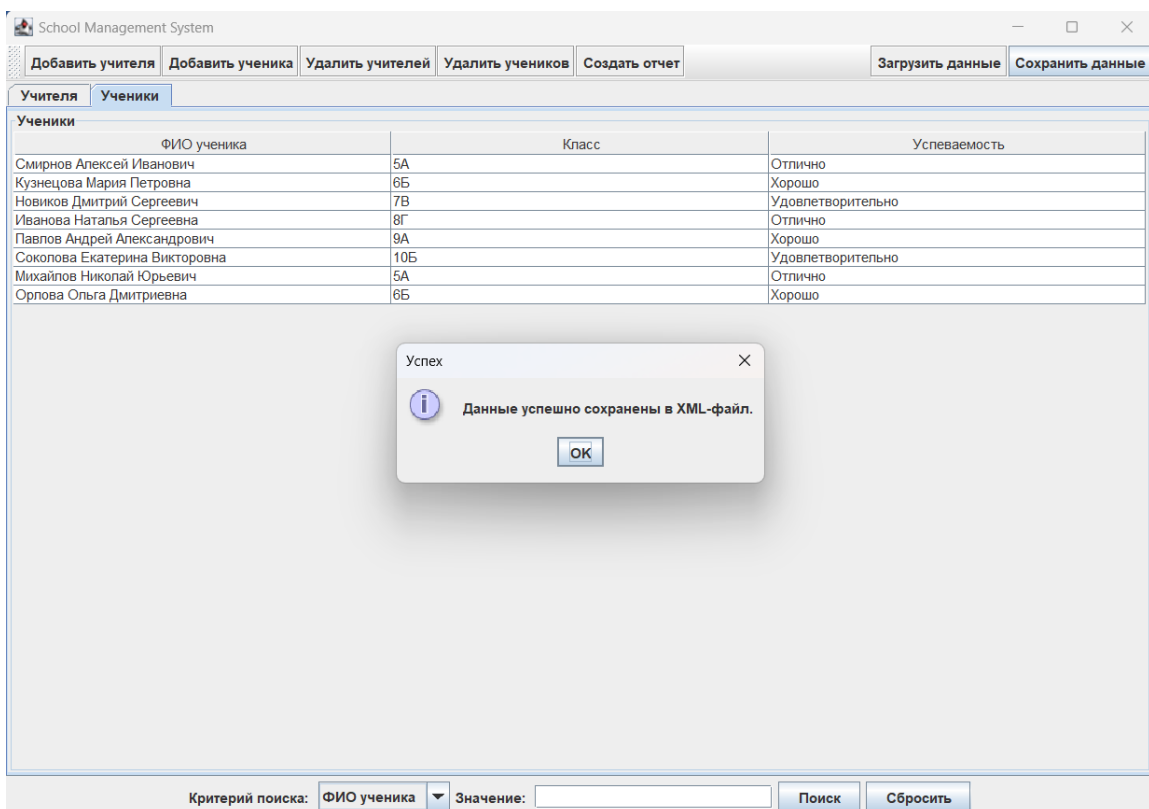 School Management System
Добавить учителя Добавить ученика Удалить учителей Удалить учеников Создать отчет Загрузить данные Сохранить данные
Учителя Ученики
Ученики
ФИО ученика Класс Успеваемость
Смирнов Алексей Иванович 5А Отлично
Кузнецова Мария Петровна 6Б Хорошо
Новиков Дмитрий Сергеевич 7В Удовлетворительно
Иванова Наталья Сергеевна 8Г Отлично
Павлов Андрей Александрович 9А Хорошо
Соколова Екатерина Викторовна 10Б Удовлетворительно
Михайлов Николай Юрьевич 5А Отлично
Орлова Ольга Дмитриевна 6Б Хорошо
Успех
Данные успешно сохранены в XML-файл.
OK
Критерий поиска: ФИО ученика Значение: Поиск Сбросить